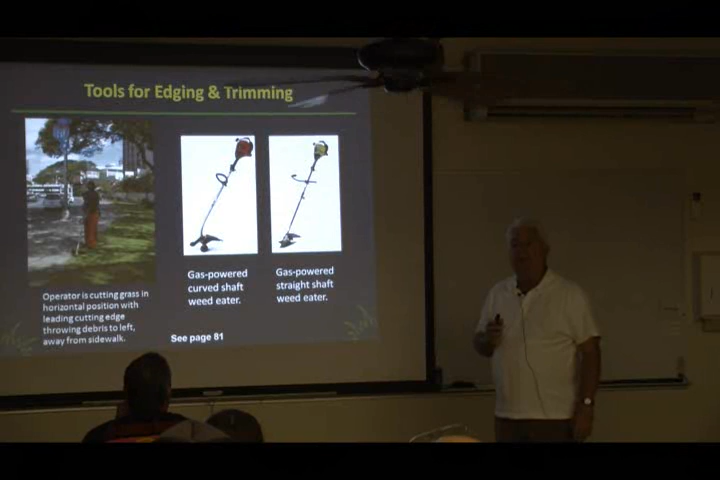 Tools for Edging & Trimming
Operator is cutting grass in
horizontal position with
leading cutting edge
throwing debris to left,
away from sidewalk.
Gas-powered
curved shaft
weed eater.
Gas-powered
straight shaft
weed eater.
See page 81